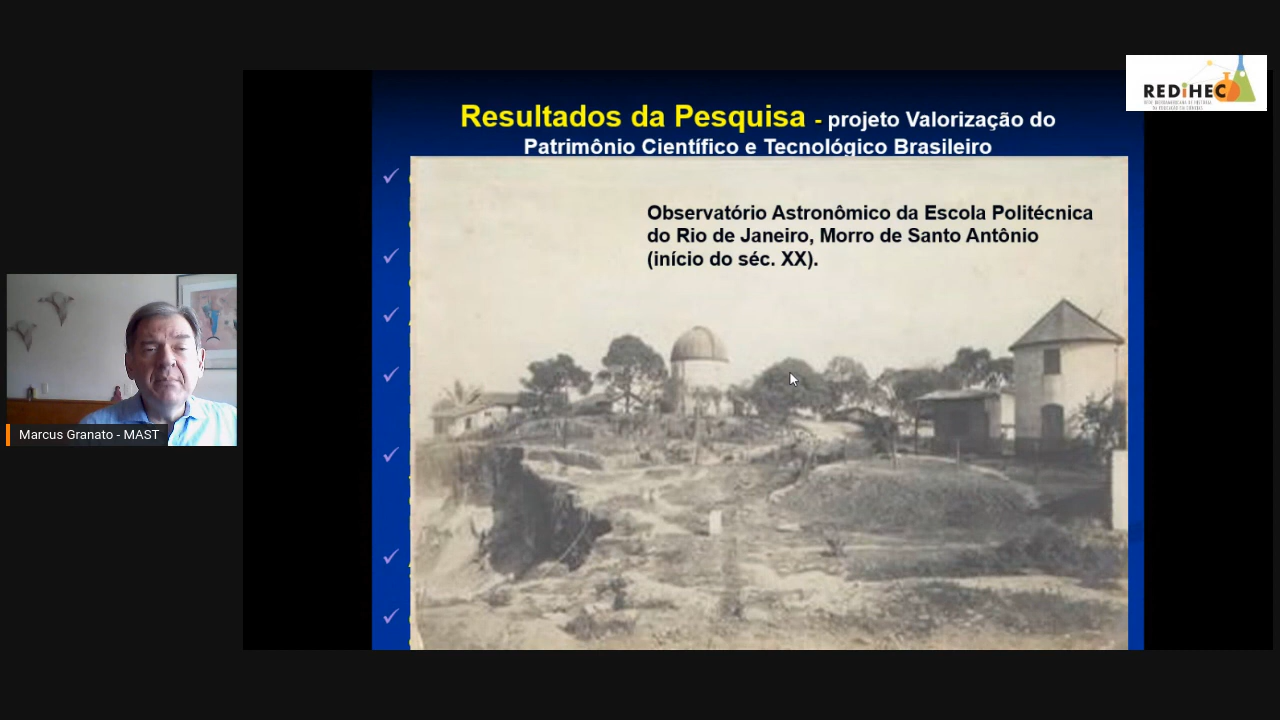 REDiHEC
Resultados da Pesquisa - projeto Valorização do
Patrimônio Científico e Tecnológico Brasileiro
Observatório Astronômico da Escola Politécnica
do Rio de Janeiro, Morro de Santo Antônio
(início do séc. XX).
Marcus Granato - MAST